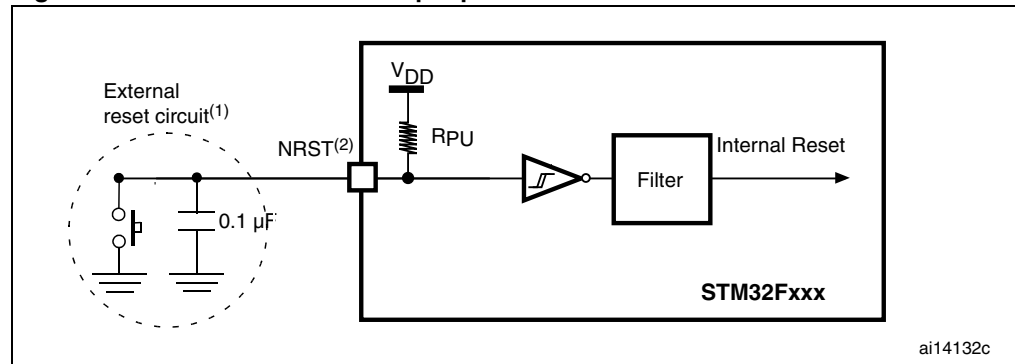 External
reset circuit(1)
NRST(2)
VDD
RPU
0.1 µF
Filter
Internal Reset
STM32Fxxx
ai14132c